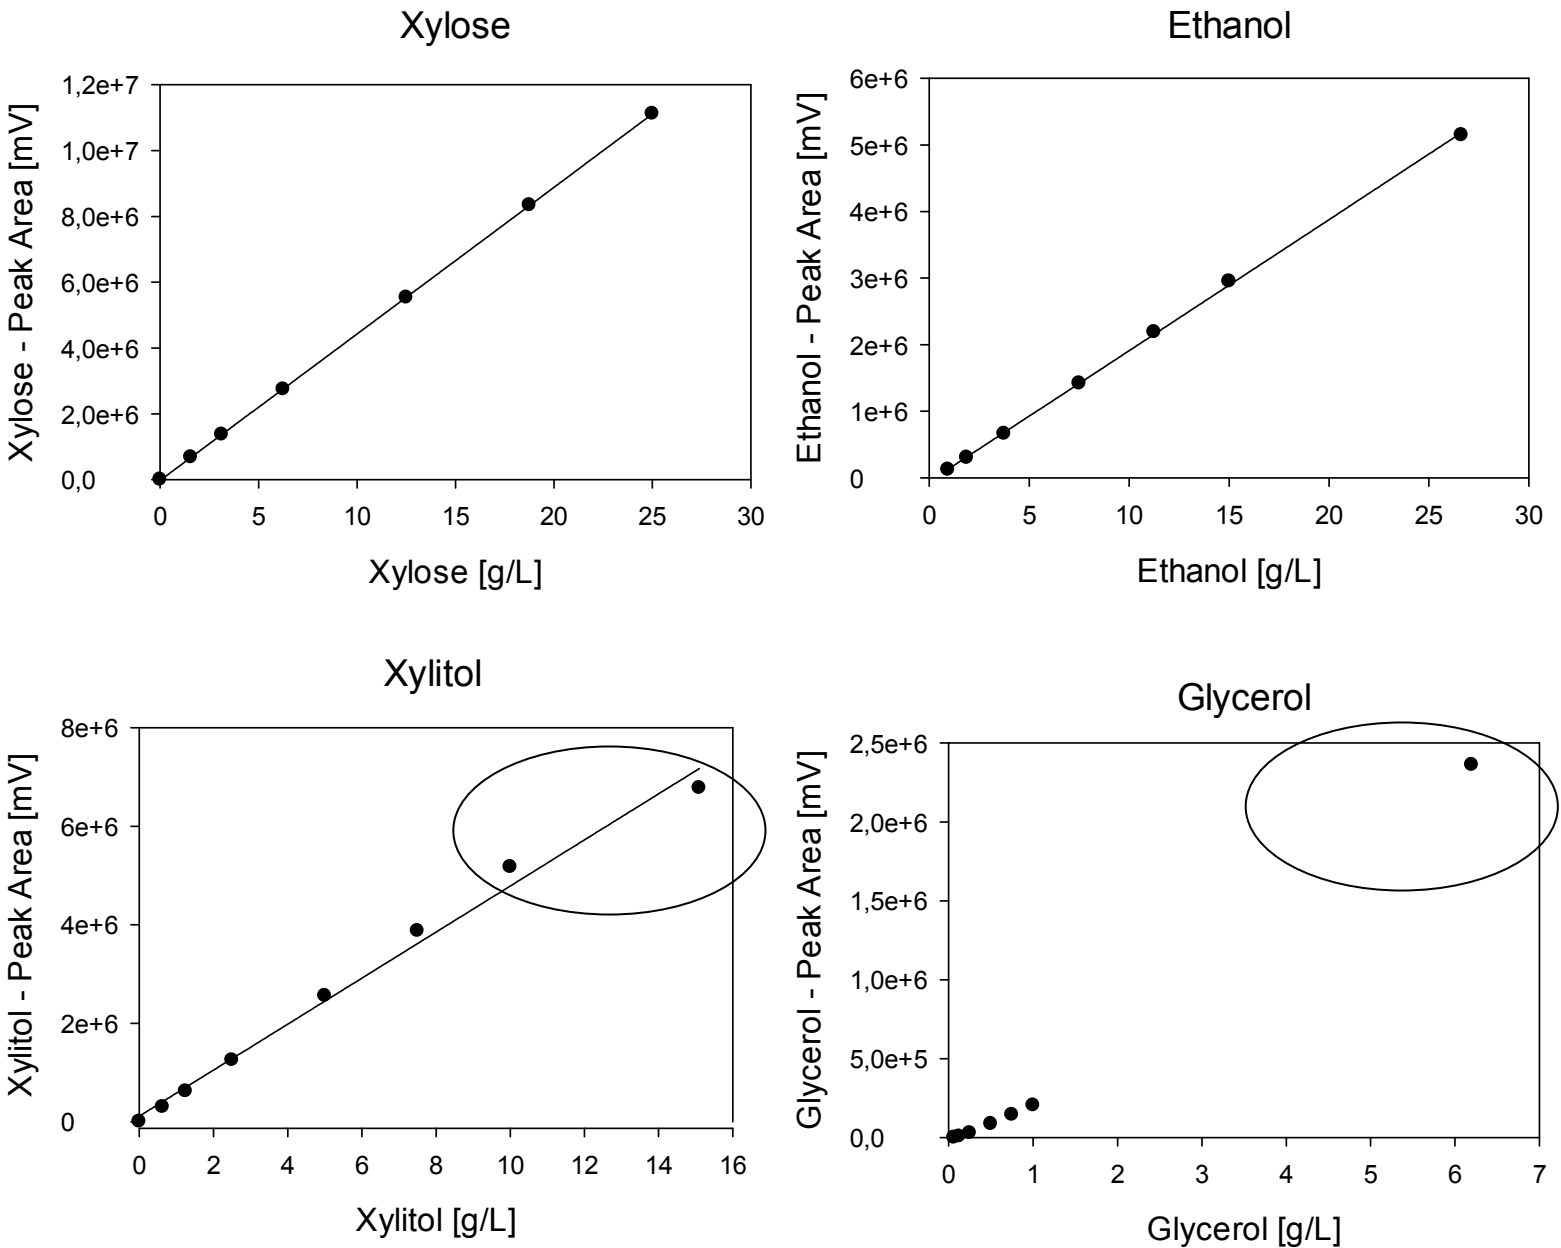 Xylose
Xylose - Peak Area [mV]
1,2e+7
1,0e+7
8,0e+6
6,0e+6
4,0e+6
2,0e+6
0,0
0 5 10 15 20 25 30
Xylose [g/L]
Ethanol
Ethanol - Peak Area [mV]
6e+6
5e+6
4e+6
3e+6
2e+6
1e+6
0
0 5 10 15 20 25 30
Ethanol [g/L]
Xylitol
Xylitol - Peak Area [mV]
8e+6
6e+6
4e+6
2e+6
0
0 2 4 6 8 10 12 14 16
Xylitol [g/L]
Glycerol
Glycerol - Peak Area [mV]
2,5e+6
2,0e+6
1,5e+6
1,0e+6
5,0e+5
0,0
0 1 2 3 4 5 6 7
Glycerol [g/L]